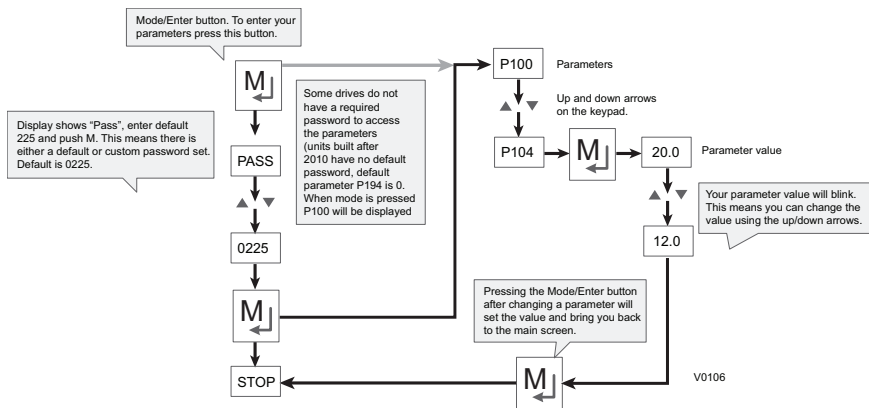 Mode/Enter button. To enter your
parameters press this button.
M
Display shows “Pass”, enter default
225 and push M. This means there is
either a default or custom password set.
Default is 0225.
PASS
0225
M
STOP
Some drives do not
have a required
password to access
the parameters
(units built after
2010 have no default
password, default
parameter P194 is 0.
When mode is pressed
P100 will be displayed
P100
Parameters
Up and down arrows
on the keypad.
P104
M
20.0
Parameter value
Your parameter value will blink.
This means you can change the
value using the up/down arrows.
12.0
Pressing the Mode/Enter button
after changing a parameter will
set the value and bring you back
to the main screen.
M
V0106